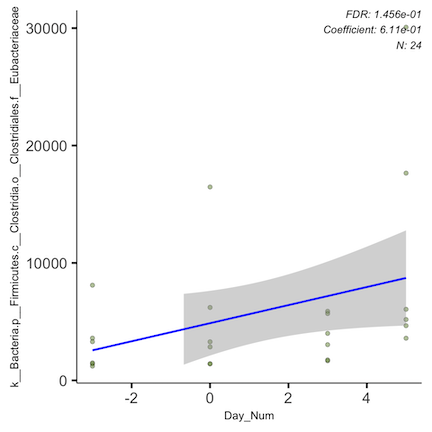 FDR: 1.456e-01
Coefficient: 6.11e-01
N: 24
k__Bacteria.p__Firmicutes.c__Clostridia.o__Clostridiales.f__Eubacteriaceae
30000
20000
10000
0
-2 0 2 4
Day_Num